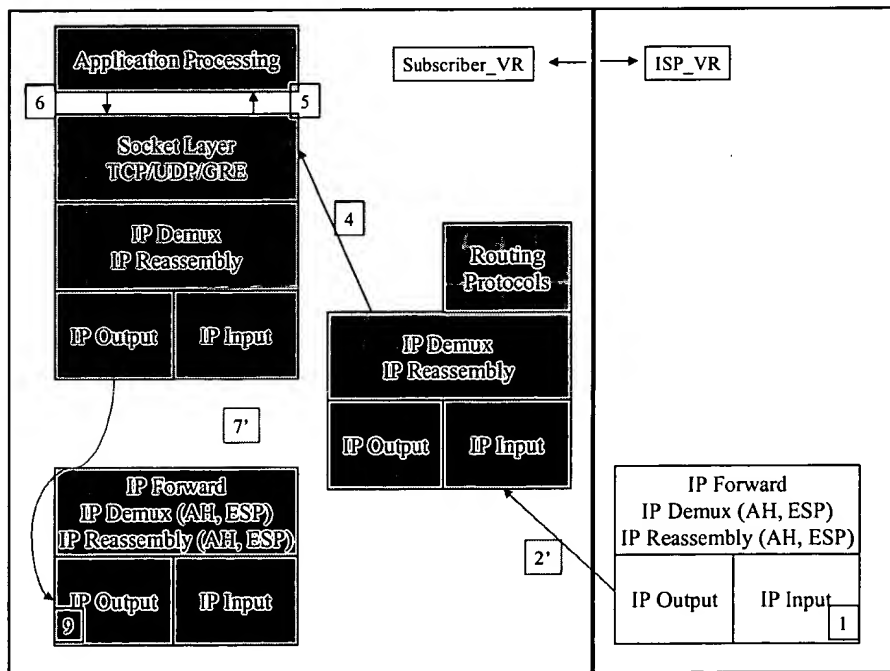 Application Processing
Subscriber_VR
ISP_VR
6
5
Socket Layer
TCP/UDP/GRE
4
IP Demux
IP Reassembly
Routing
Protocols
IP Output
IP Input
IP Demux
IP Reassembly
7’
IP Output
IP Input
IP Forward
IP Demux (AH, ESP)
IP Reassembly (AH, ESP)
IP Forward
IP Demux (AH, ESP)
IP Reassembly (AH, ESP)
2’
IP Output
IP Input
9
IP Output
IP Input
1